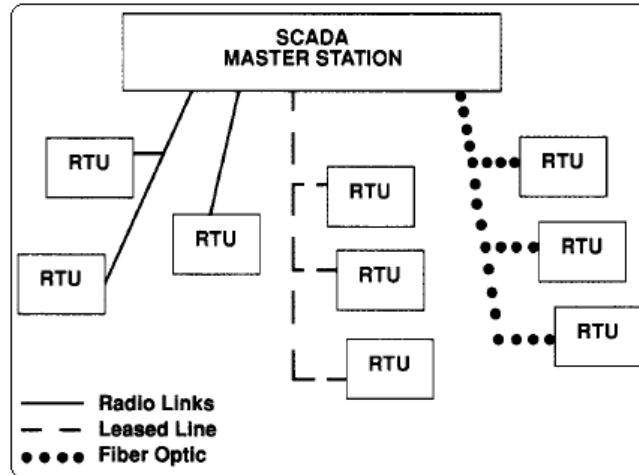 SCADA
MASTER STATION
RTU
RTU
RTU
RTU
RTU
RTU
RTU
RTU
RTU
Radio Links
Leased Line
Fiber Optic